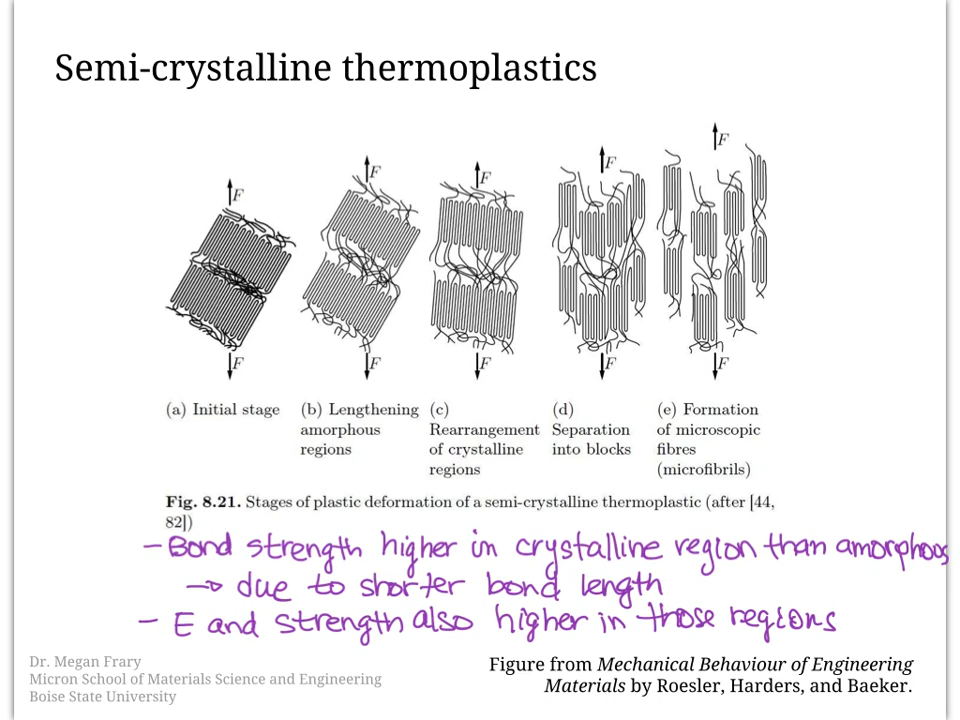 Semi-crystalline thermoplastics
F F F F F
F F F F F
(a) Initial stage (b) Lengthening (c) (d) (e) Formation
amorphous Rearrangement Separation of microscopic
regions of crystalline into blocks fibres
regions (microfibrils)
Fig. 8.21. Stages of plastic deformation of a semi-crystalline thermoplastic (after [44,
82])
– Bond strength higher in crystalline region than amorphous
→ due to shorter bond length
– E and strength also higher in those regions
Dr. Megan Frary
Micron School of Materials Science and Engineering
Boise State University
Figure from Mechanical Behaviour of Engineering
Materials by Roesler, Harders, and Baeker.